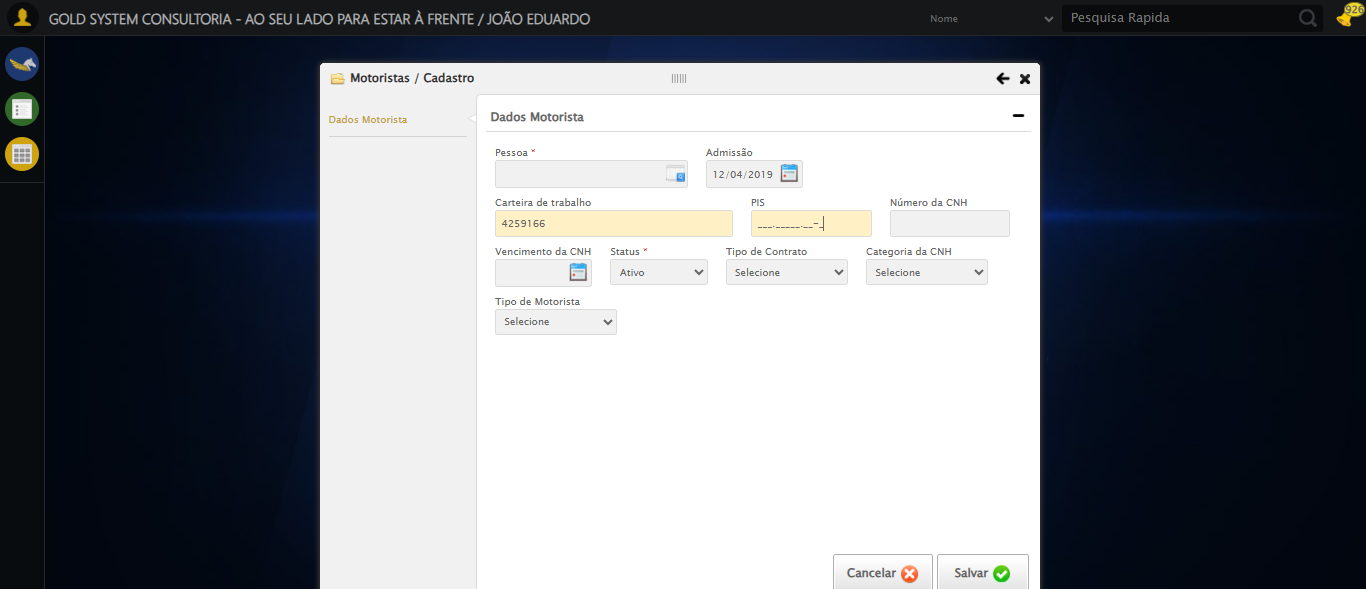 GOLD SYSTEM CONSULTORIA - AO SEU LADO PARA ESTAR À FRENTE / JOÃO EDUARDO
Nome
Pesquisa Rapida
926
Motoristas / Cadastro
Dados Motorista
Dados Motorista
Pessoa * Admissão
12/04/2019
Carteira de trabalho PIS Número da CNH
4259166 ___._____.__-_
Vencimento da CNH Status * Tipo de Contrato Categoria da CNH
Ativo Selecione Selecione
Tipo de Motorista
Selecione
Cancelar Salvar